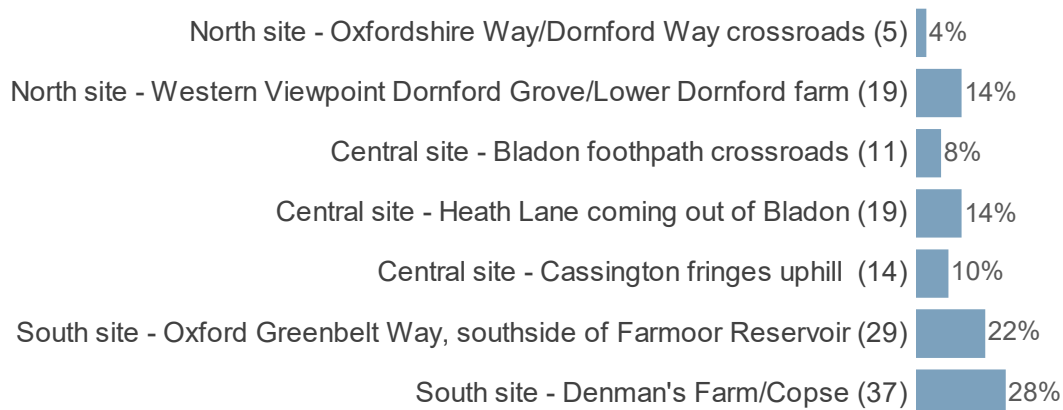 North site - Oxfordshire Way/Dornford Way crossroads (5) 4%
North site - Western Viewpoint Dornford Grove/Lower Dornford farm (19) 14%
Central site - Bladon foothpath crossroads (11) 8%
Central site - Heath Lane coming out of Bladon (19) 14%
Central site - Cassington fringes uphill  (14) 10%
South site - Oxford Greenbelt Way, southside of Farmoor Reservoir (29) 22%
South site - Denman's Farm/Copse (37) 28%